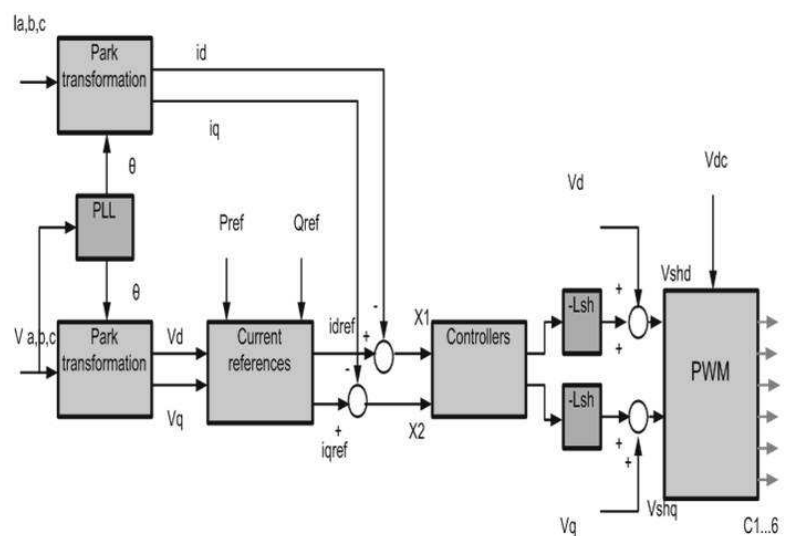 Ia,b,c
Park
transformation
id
iq
θ
PLL
θ
V a,b,c
Park
transformation
Vd
Vq
Pref
Qref
Current
references
idref
-
+
-
+
iqref
X1
X2
Controllers
-Lsh
-Lsh
Vd
+
+
Vshd
Vdc
PWM
+
+
Vq
Vshq
C1...6